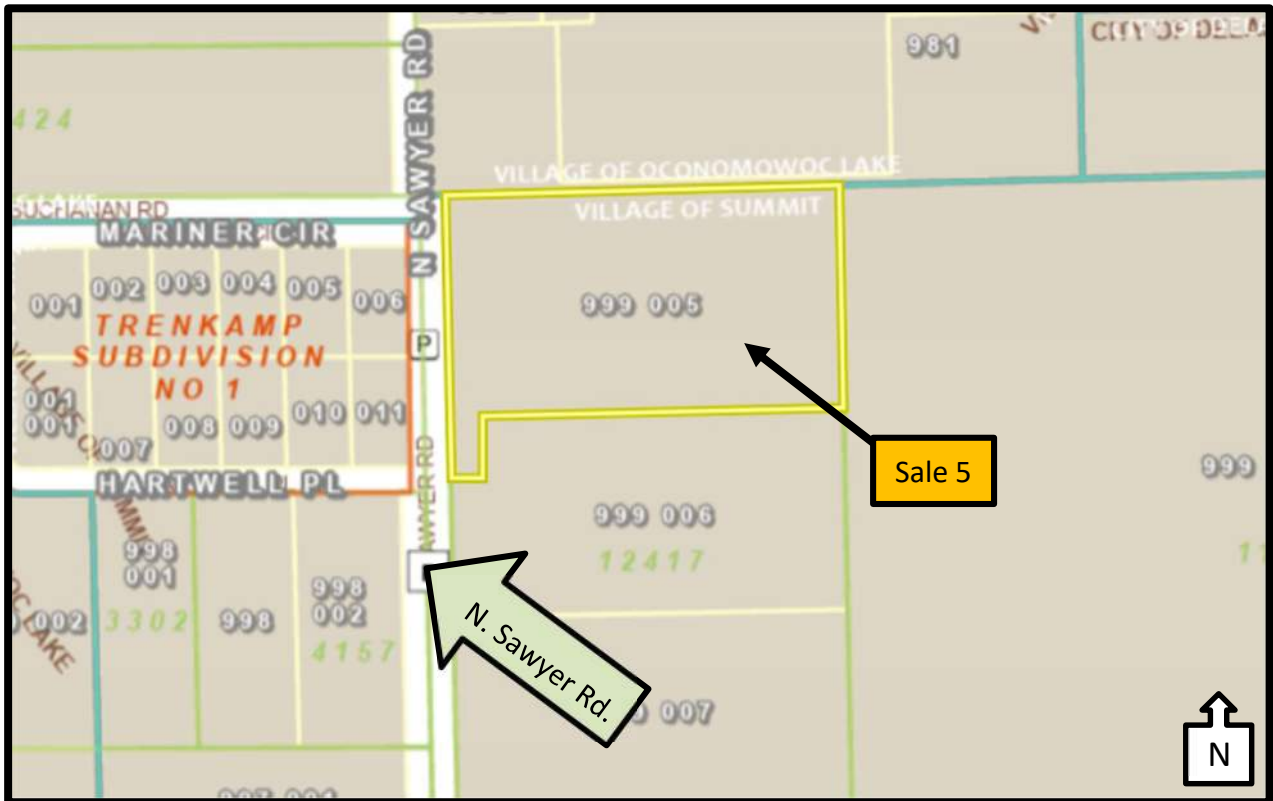 981
CITY OF DELA
424
N SAWYER RD
VILLAGE OF OCONOMOWOC LAKE
BUCHANAN RD
VILLAGE OF SUMMIT
MARINER CIR
001
002
003
004
005
006
999 005
TRENKAMP
SUBDIVISION
NO 1
P
001
001
007
008
009
010
011
Sale 5
HARTWELL PL
AWYER RD
999
999 006
12417
998
001
998
998
002
002
3302
4157
LAKE
N. Sawyer Rd.
007
N